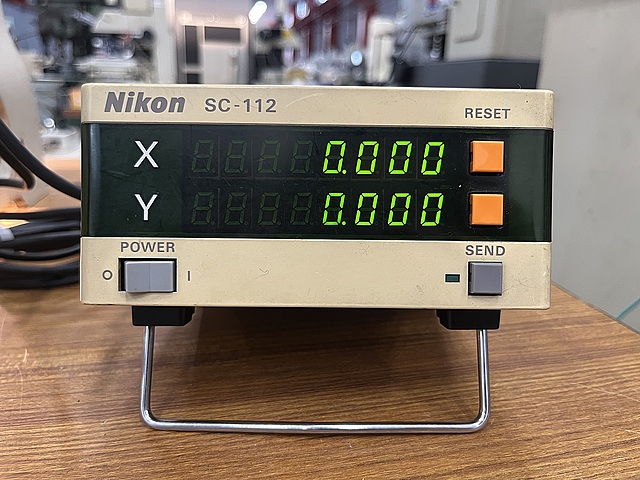 Nikon SC-112
RESET
X 0.000
Y 0.000
POWER
O I
SEND